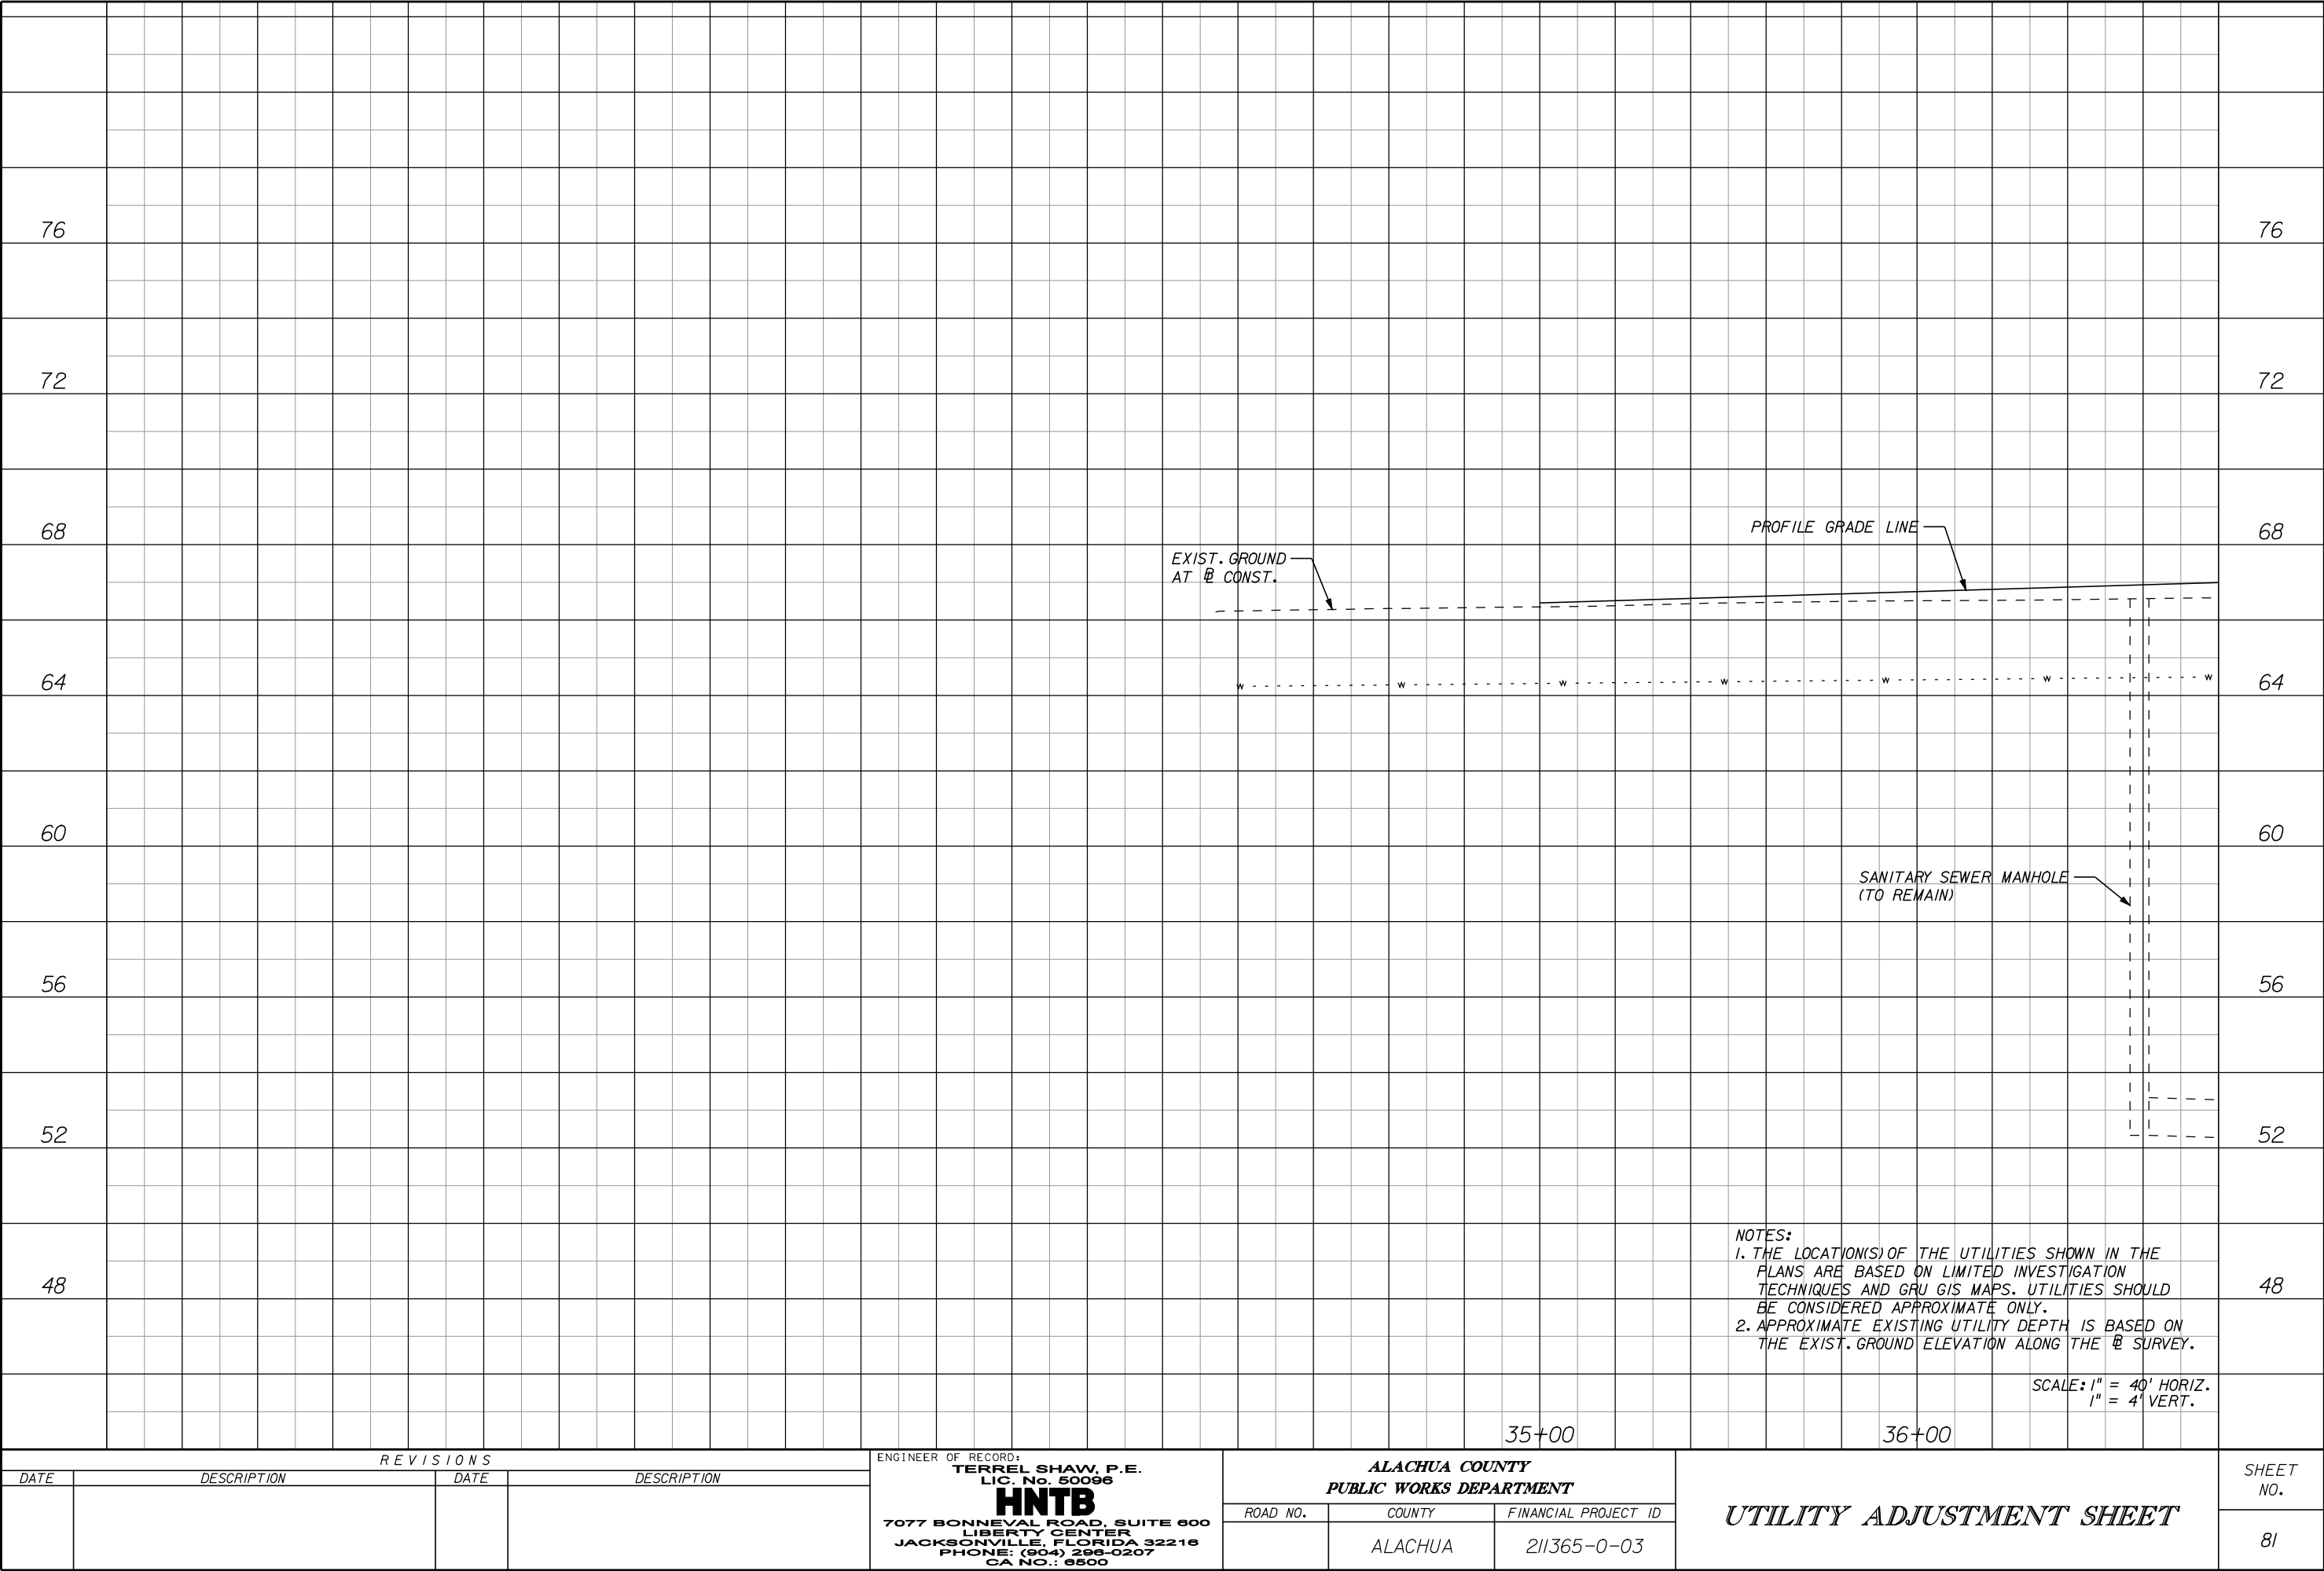 76 76
72 72
68 68
64 64
60 60
56 56
52 52
48 48
PROFILE GRADE LINE
EXIST. GROUND
AT BL CONST.
W W W W W W W
SANITARY SEWER MANHOLE
(TO REMAIN)
NOTES:
1. THE LOCATION(S) OF THE UTILITIES SHOWN IN THE
PLANS ARE BASED ON LIMITED INVESTIGATION
TECHNIQUES AND GRU GIS MAPS. UTILITIES SHOULD
BE CONSIDERED APPROXIMATE ONLY.
2. APPROXIMATE EXISTING UTILITY DEPTH IS BASED ON
THE EXIST. GROUND ELEVATION ALONG THE BL SURVEY.
SCALE: 1" = 40' HORIZ.
1" = 4' VERT.
35+00 36+00
REVISIONS
DATE DESCRIPTION DATE DESCRIPTION
ENGINEER OF RECORD:
TERREL SHAW, P.E.
LIC. No. 50096
HNTB
7077 BONNEVAL ROAD, SUITE 600
LIBERTY CENTER
JACKSONVILLE, FLORIDA 32216
PHONE: (904) 296-0207
CA NO.: 6500
ALACHUA COUNTY
PUBLIC WORKS DEPARTMENT
ROAD NO. COUNTY FINANCIAL PROJECT ID
ALACHUA 211365-0-03
UTILITY ADJUSTMENT SHEET
SHEET
NO.
81